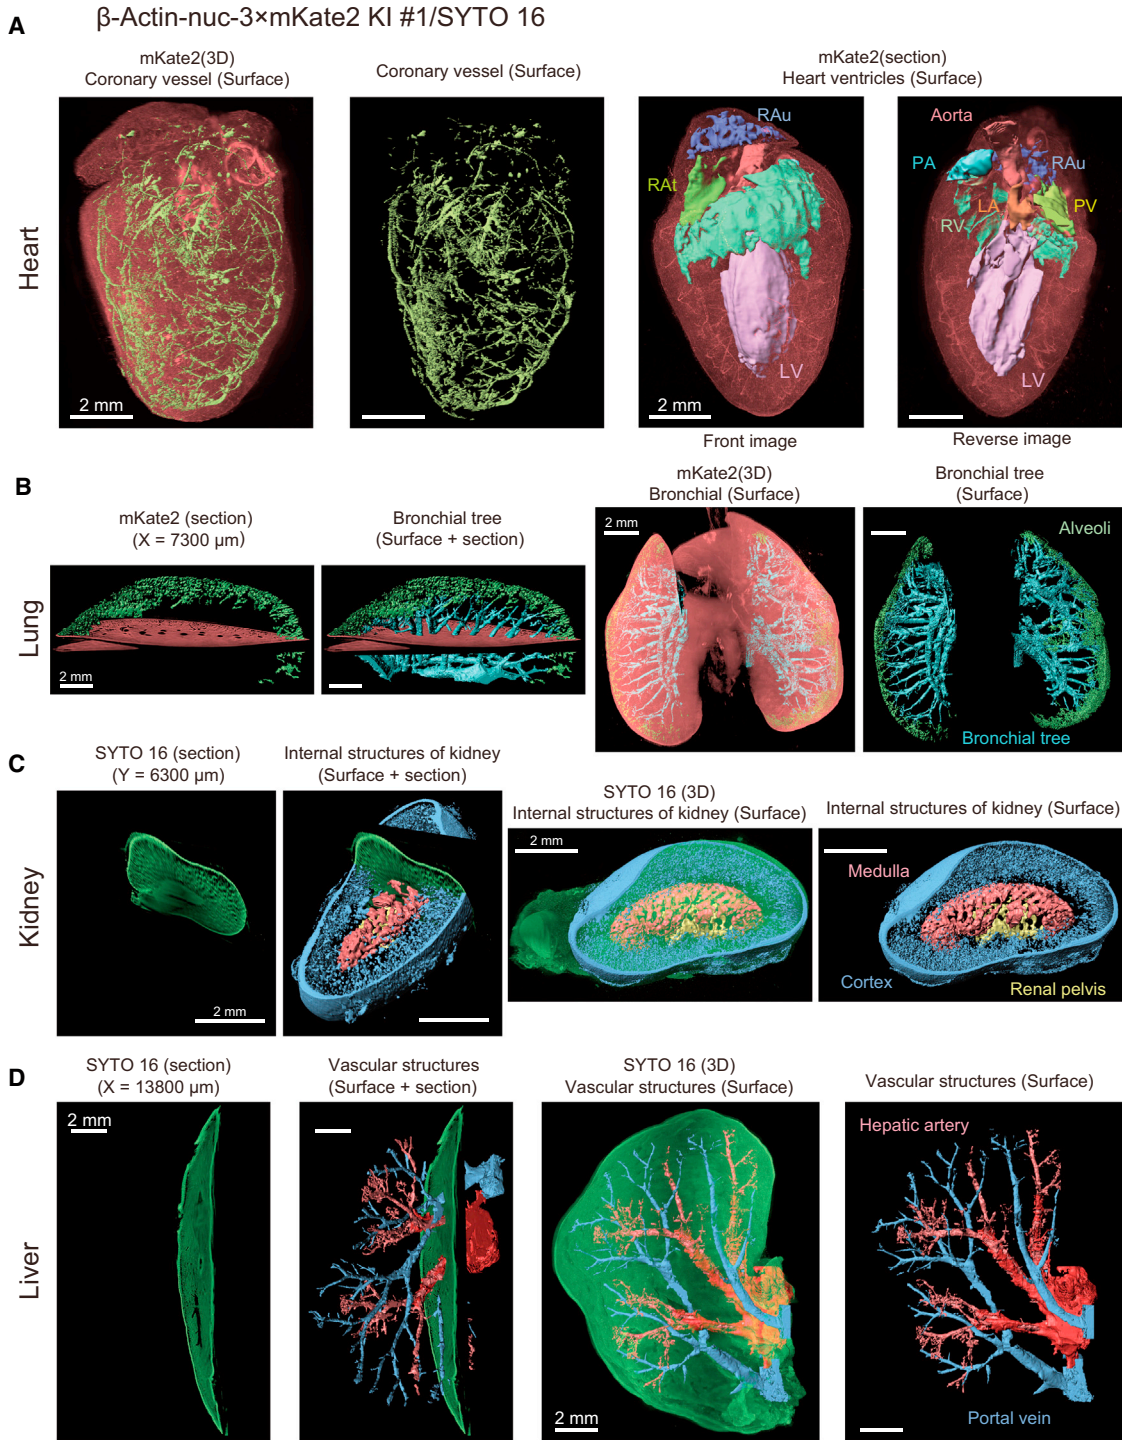 β-Actin-nuc-3×mKate2 KI #1/SYTO 16
A
Heart
mKate2(3D)
Coronary vessel (Surface)
2 mm
Coronary vessel (Surface)
mKate2(section)
Heart ventricles (Surface)
RAu
RAt
LV
2 mm
Front image
Aorta
PA
RAu
LA
PV
RV
LV
Reverse image
B
Lung
mKate2 (section)
(X = 7300 µm)
2 mm
Bronchial tree
(Surface + section)
mKate2(3D)
Bronchial (Surface)
2 mm
Bronchial tree
(Surface)
Alveoli
Bronchial tree
C
Kidney
SYTO 16 (section)
(Y = 6300 µm)
2 mm
Internal structures of kidney
(Surface + section)
SYTO 16 (3D)
Internal structures of kidney (Surface)
2 mm
Internal structures of kidney (Surface)
Medulla
Cortex
Renal pelvis
D
Liver
SYTO 16 (section)
(X = 13800 µm)
2 mm
Vascular structures
(Surface + section)
SYTO 16 (3D)
Vascular structures (Surface)
2 mm
Vascular structures (Surface)
Hepatic artery
Portal vein